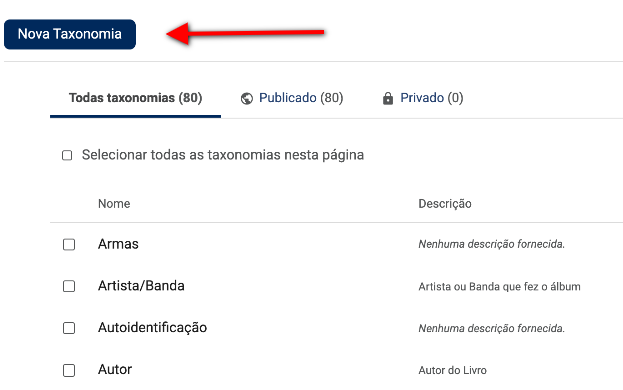 Nova Taxonomia
Todas taxonomias (80) Publicado (80) Privado (0)
Selecionar todas as taxonomias nesta página
Nome Descrição
Armas Nenhuma descrição fornecida.
Artista/Banda Artista ou Banda que fez o álbum
Autoidentificação Nenhuma descrição fornecida.
Autor Autor do Livro